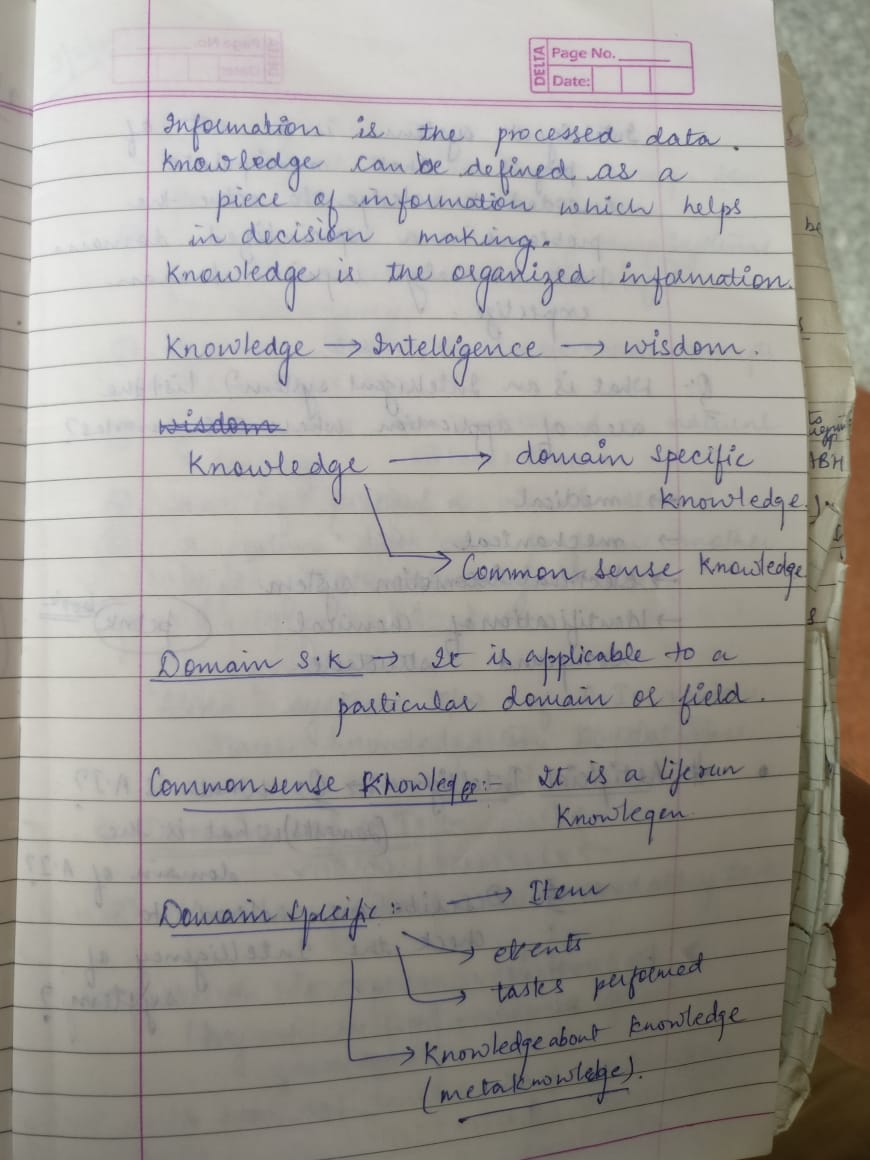 DELTA
Page No.
Date:
Information is the processed data.
Knowledge can be defined as a
piece of information which helps
in decision making.
Knowledge is the organized information.
Knowledge → Intelligence → wisdom.
wisdom
Knowledge → domain specific
Knowledge.
→ Common sense Knowledge
Domain S.K → It is applicable to a
particular domain or field.
Common sense Knowledge :- It is a liferun
Knowlegen
Domain Specific :- → Item
→ events
→ tasks performed
→ Knowledge about Knowledge
(metaknowledge).